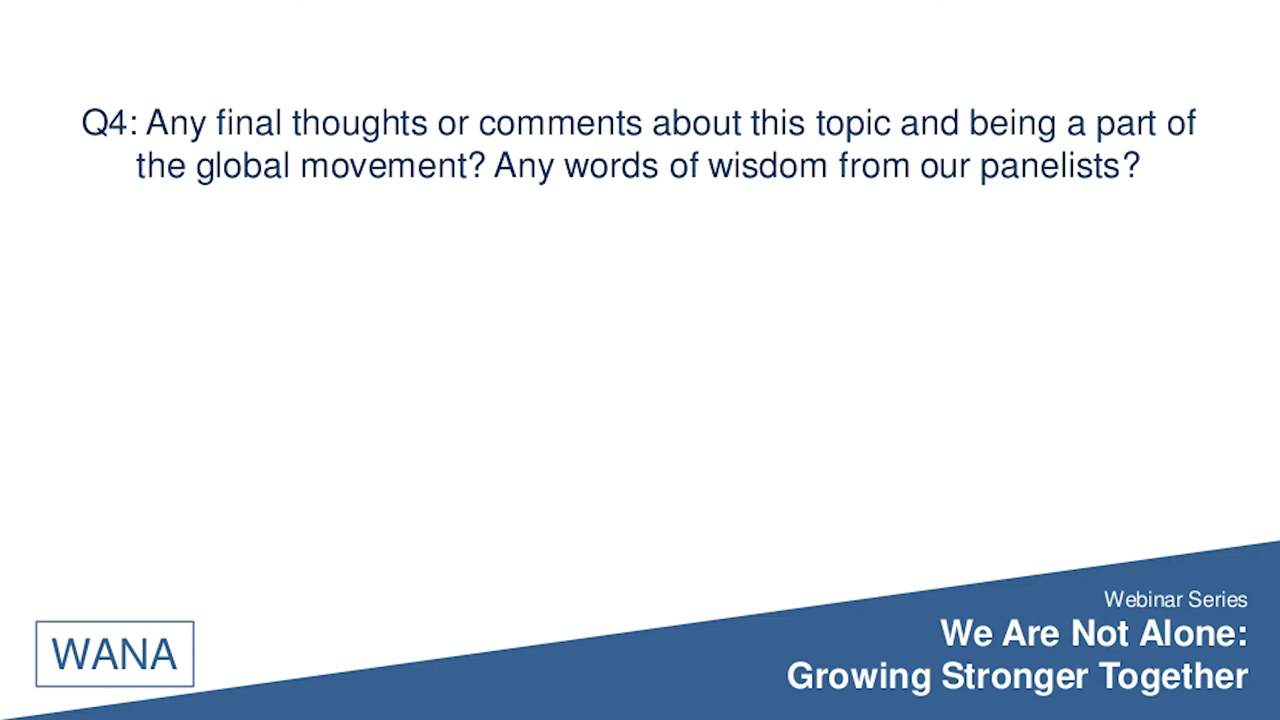 Q4: Any final thoughts or comments about this topic and being a part of
the global movement? Any words of wisdom from our panelists?
Webinar Series
We Are Not Alone:
Growing Stronger Together
WANA